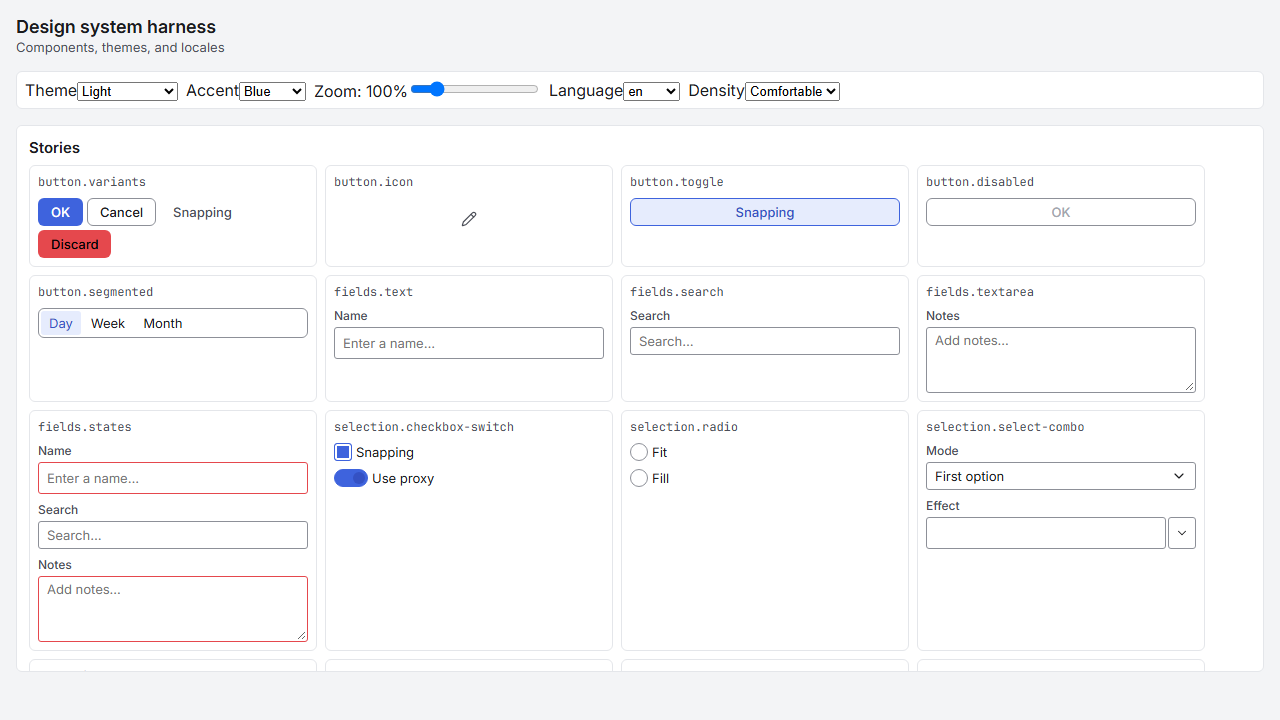 Design system harness
Components, themes, and locales
Theme Light Accent Blue Zoom: 100% Language en Density Comfortable
Stories
button.variants
OK Cancel Snapping
Discard
button.icon
button.toggle
Snapping
button.disabled
OK
button.segmented
Day Week Month
fields.text
Name
Enter a name...
fields.search
Search
Search...
fields.textarea
Notes
Add notes...
fields.states
Name
Enter a name...
Search
Search...
Notes
Add notes...
selection.checkbox-switch
Snapping
Use proxy
selection.radio
Fit
Fill
selection.select-combo
Mode
First option
Effect